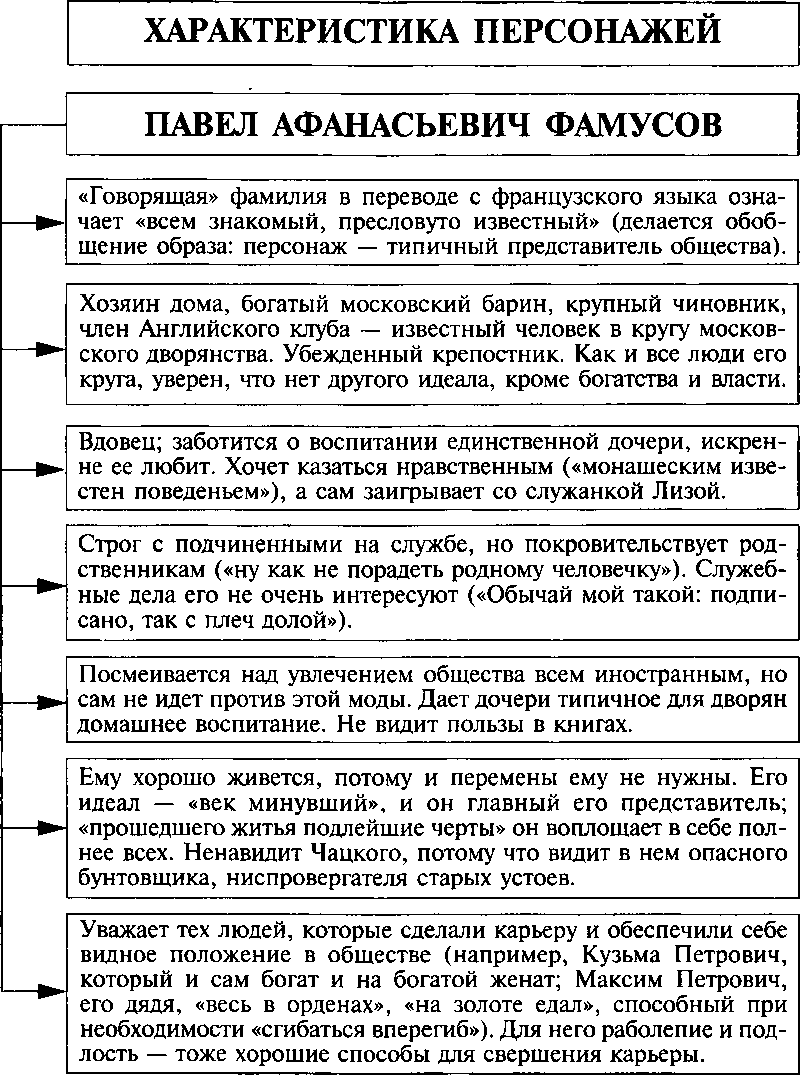 ХАРАКТЕРИСТИКА ПЕРСОНАЖЕЙ
ПАВЕЛ АФАНАСЬЕВИЧ ФАМУСОВ
«Говорящая» фамилия в переводе с французского языка озна-
чает «всем знакомый, пресловуто известный» (делается обоб-
щение образа: персонаж — типичный представитель общества).
Хозяин дома, богатый московский барин, крупный чиновник,
член Английского клуба — известный человек в кругу москов-
ского дворянства. Убежденный крепостник. Как и все люди его
круга, уверен, что нет другого идеала, кроме богатства и власти.
Вдовец; заботится о воспитании единственной дочери, искрен-
не ее любит. Хочет казаться нравственным («монашеским изве-
стен поведеньем»), а сам заигрывает со служанкой Лизой.
Строг с подчиненными на службе, но покровительствует род-
ственникам («ну как не порадеть родному человечку»). Служеб-
ные дела его не очень интересуют («Обычай мой такой: подпи-
сано, так с плеч долой»).
Посмеивается над увлечением общества всем иностранным, но
сам не идет против этой моды. Дает дочери типичное для дворян
домашнее воспитание. Не видит пользы в книгах.
Ему хорошо живется, потому и перемены ему не нужны. Его
идеал — «век минувший», и он главный его представитель;
«прошедшего житья подлейшие черты» он воплощает в себе пол-
нее всех. Ненавидит Чацкого, потому что видит в нем опасного
бунтовщика, ниспровергателя старых устоев.
Уважает тех людей, которые сделали карьеру и обеспечили себе
видное положение в обществе (например, Кузьма Петрович,
который и сам богат и на богатой женат; Максим Петрович,
его дядя, «весь в орденах», «на золоте едал», способный при
необходимости «сгибаться вперегиб»). Для него раболепие и под-
лость — тоже хорошие способы для свершения карьеры.